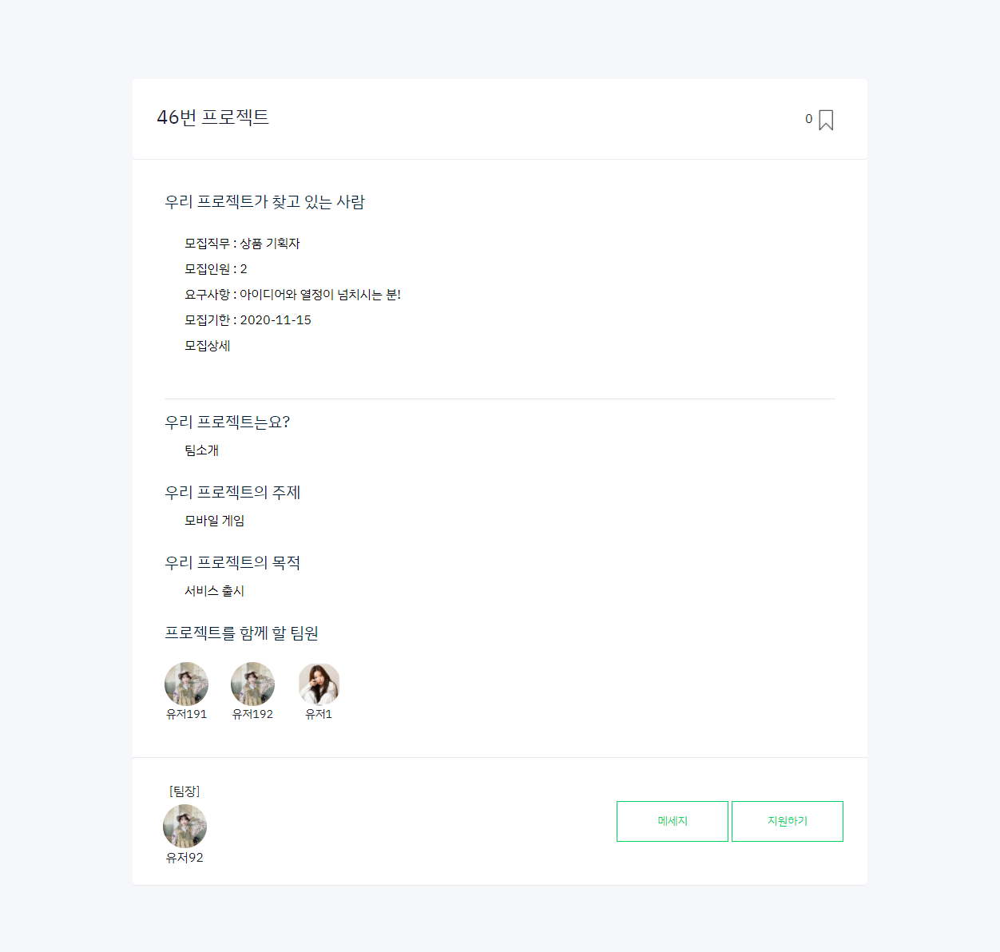 46번 프로젝트
0
우리 프로젝트가 찾고 있는 사람
모집직무 : 상품 기획자
모집인원 : 2
요구사항 : 아이디어와 열정이 넘치시는 분!
모집기한 : 2020-11-15
모집상세
우리 프로젝트는요?
팀소개
우리 프로젝트의 주제
모바일 게임
우리 프로젝트의 목적
서비스 출시
프로젝트를 함께 할 팀원
유저191 유저192 유저1
[팀장]
유저92
메세지 지원하기